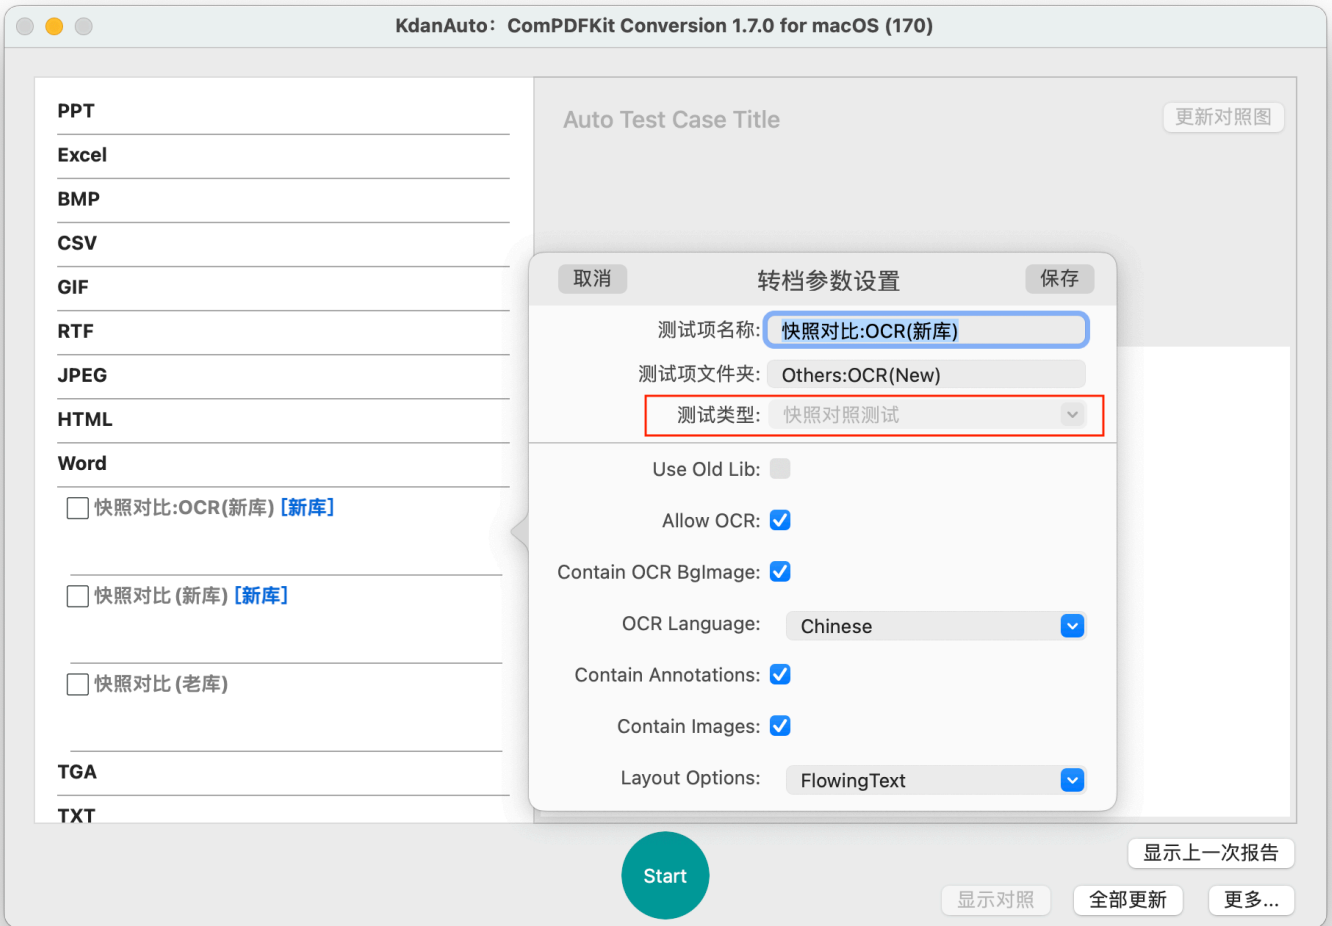 KdanAuto：ComPDFKit Conversion 1.7.0 for macOS (170)
PPT
Excel
BMP
CSV
GIF
RTF
JPEG
HTML
Word
快照对比:OCR(新库) [新库]
快照对比 (新库) [新库]
快照对比 (老库)
TGA
TXT
Auto Test Case Title
更新对照图
取消
转档参数设置
保存
测试项名称: 快照对比:OCR(新库)
测试项文件夹: Others:OCR(New)
测试类型: 快照对照测试
Use Old Lib:
Allow OCR:
Contain OCR BgImage:
OCR Language: Chinese
Contain Annotations:
Contain Images:
Layout Options: FlowingText
Start
显示上一次报告
显示对照
全部更新
更多...